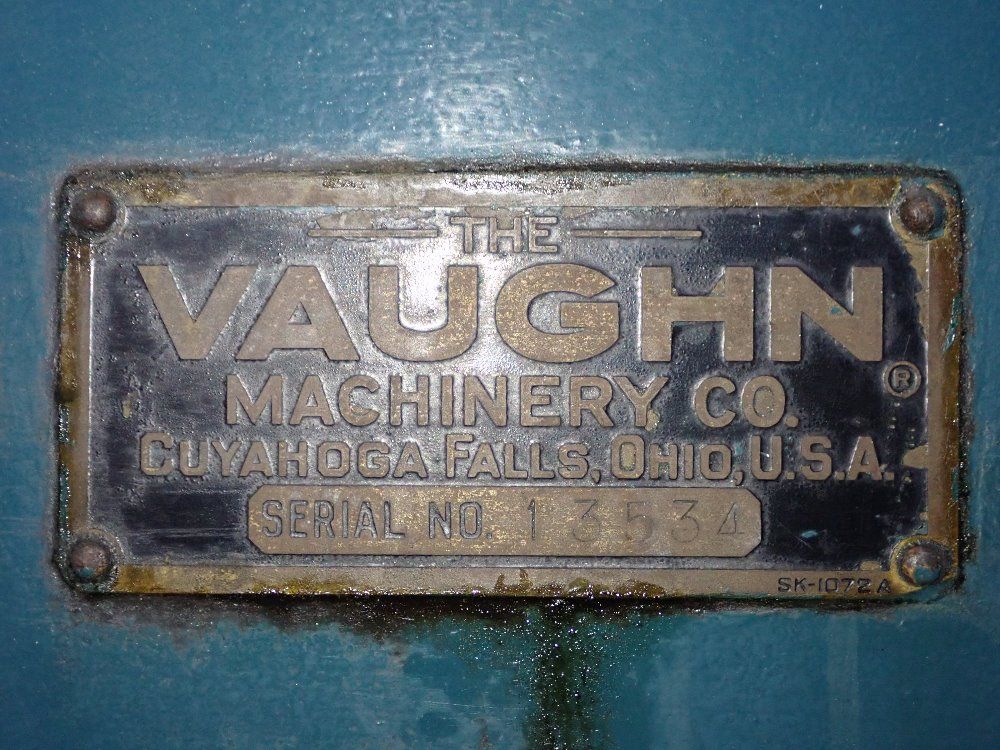 THE
VAUGHN
MACHINERY CO. ®
CUYAHOGA FALLS, OHIO, U.S.A.
SERIAL NO. 13534
SK-1072A